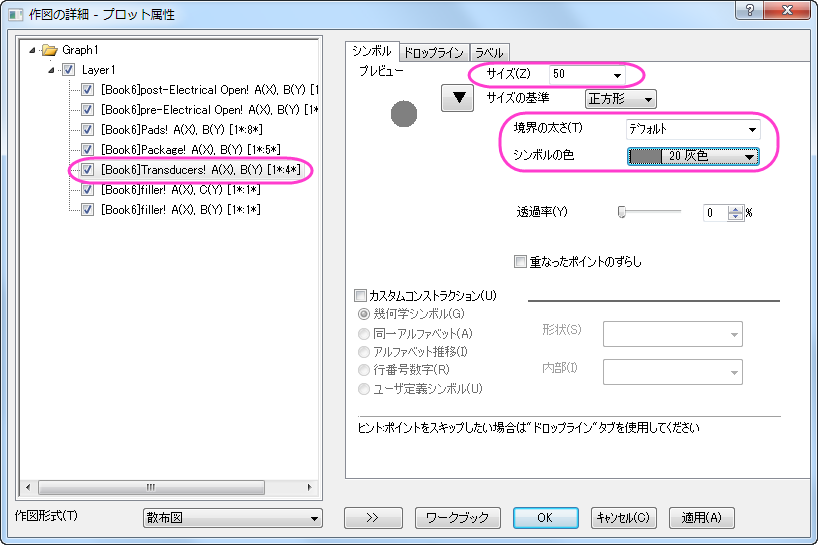 作図の詳細 - プロット属性
Graph1
Layer1
[Book6]post-Electrical Open! A(X), B(Y) [1
[Book6]pre-Electrical Open! A(X), B(Y) [1*
[Book6]Pads! A(X), B(Y) [1*:8*]
[Book6]Package! A(X), B(Y) [1*:5*]
[Book6]Transducers! A(X), B(Y) [1*:4*]
[Book6]filler! A(X), C(Y) [1*:1*]
[Book6]filler! A(X), B(Y) [1*:1*]
シンボル ドロップライン ラベル
プレビュー
サイズ(Z) 50
サイズの基準 正方形
境界の太さ(T) デフォルト
シンボルの色 20 灰色
透過率(Y) 0 %
重なったポイントのずらし
カスタムコンストラクション(U)
幾何学シンボル(G)
同一アルファベット(A)
アルファベット推移(I)
行番号数字(R)
ユーザ定義シンボル(U)
形状(S)
内部(I)
ヒント:ポイントをスキップしたい場合は"ドロップライン"タブを使用してください
作図形式(T) 散布図 >> ワークブック OK キャンセル(C) 適用(A)